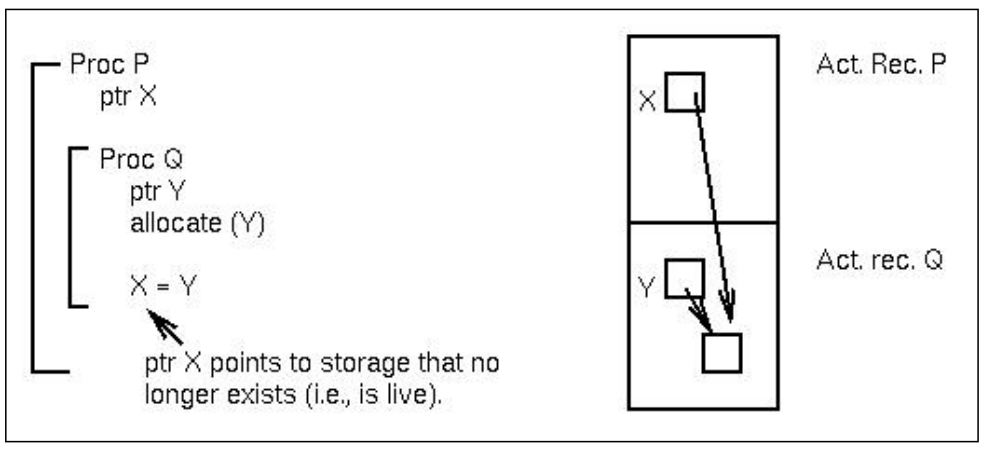 Proc P
ptr X
Proc Q
ptr Y
allocate (Y)
X = Y
ptr X points to storage that no
longer exists (i.e., is live).
X
Act. Rec. P
Y
Act. rec. Q